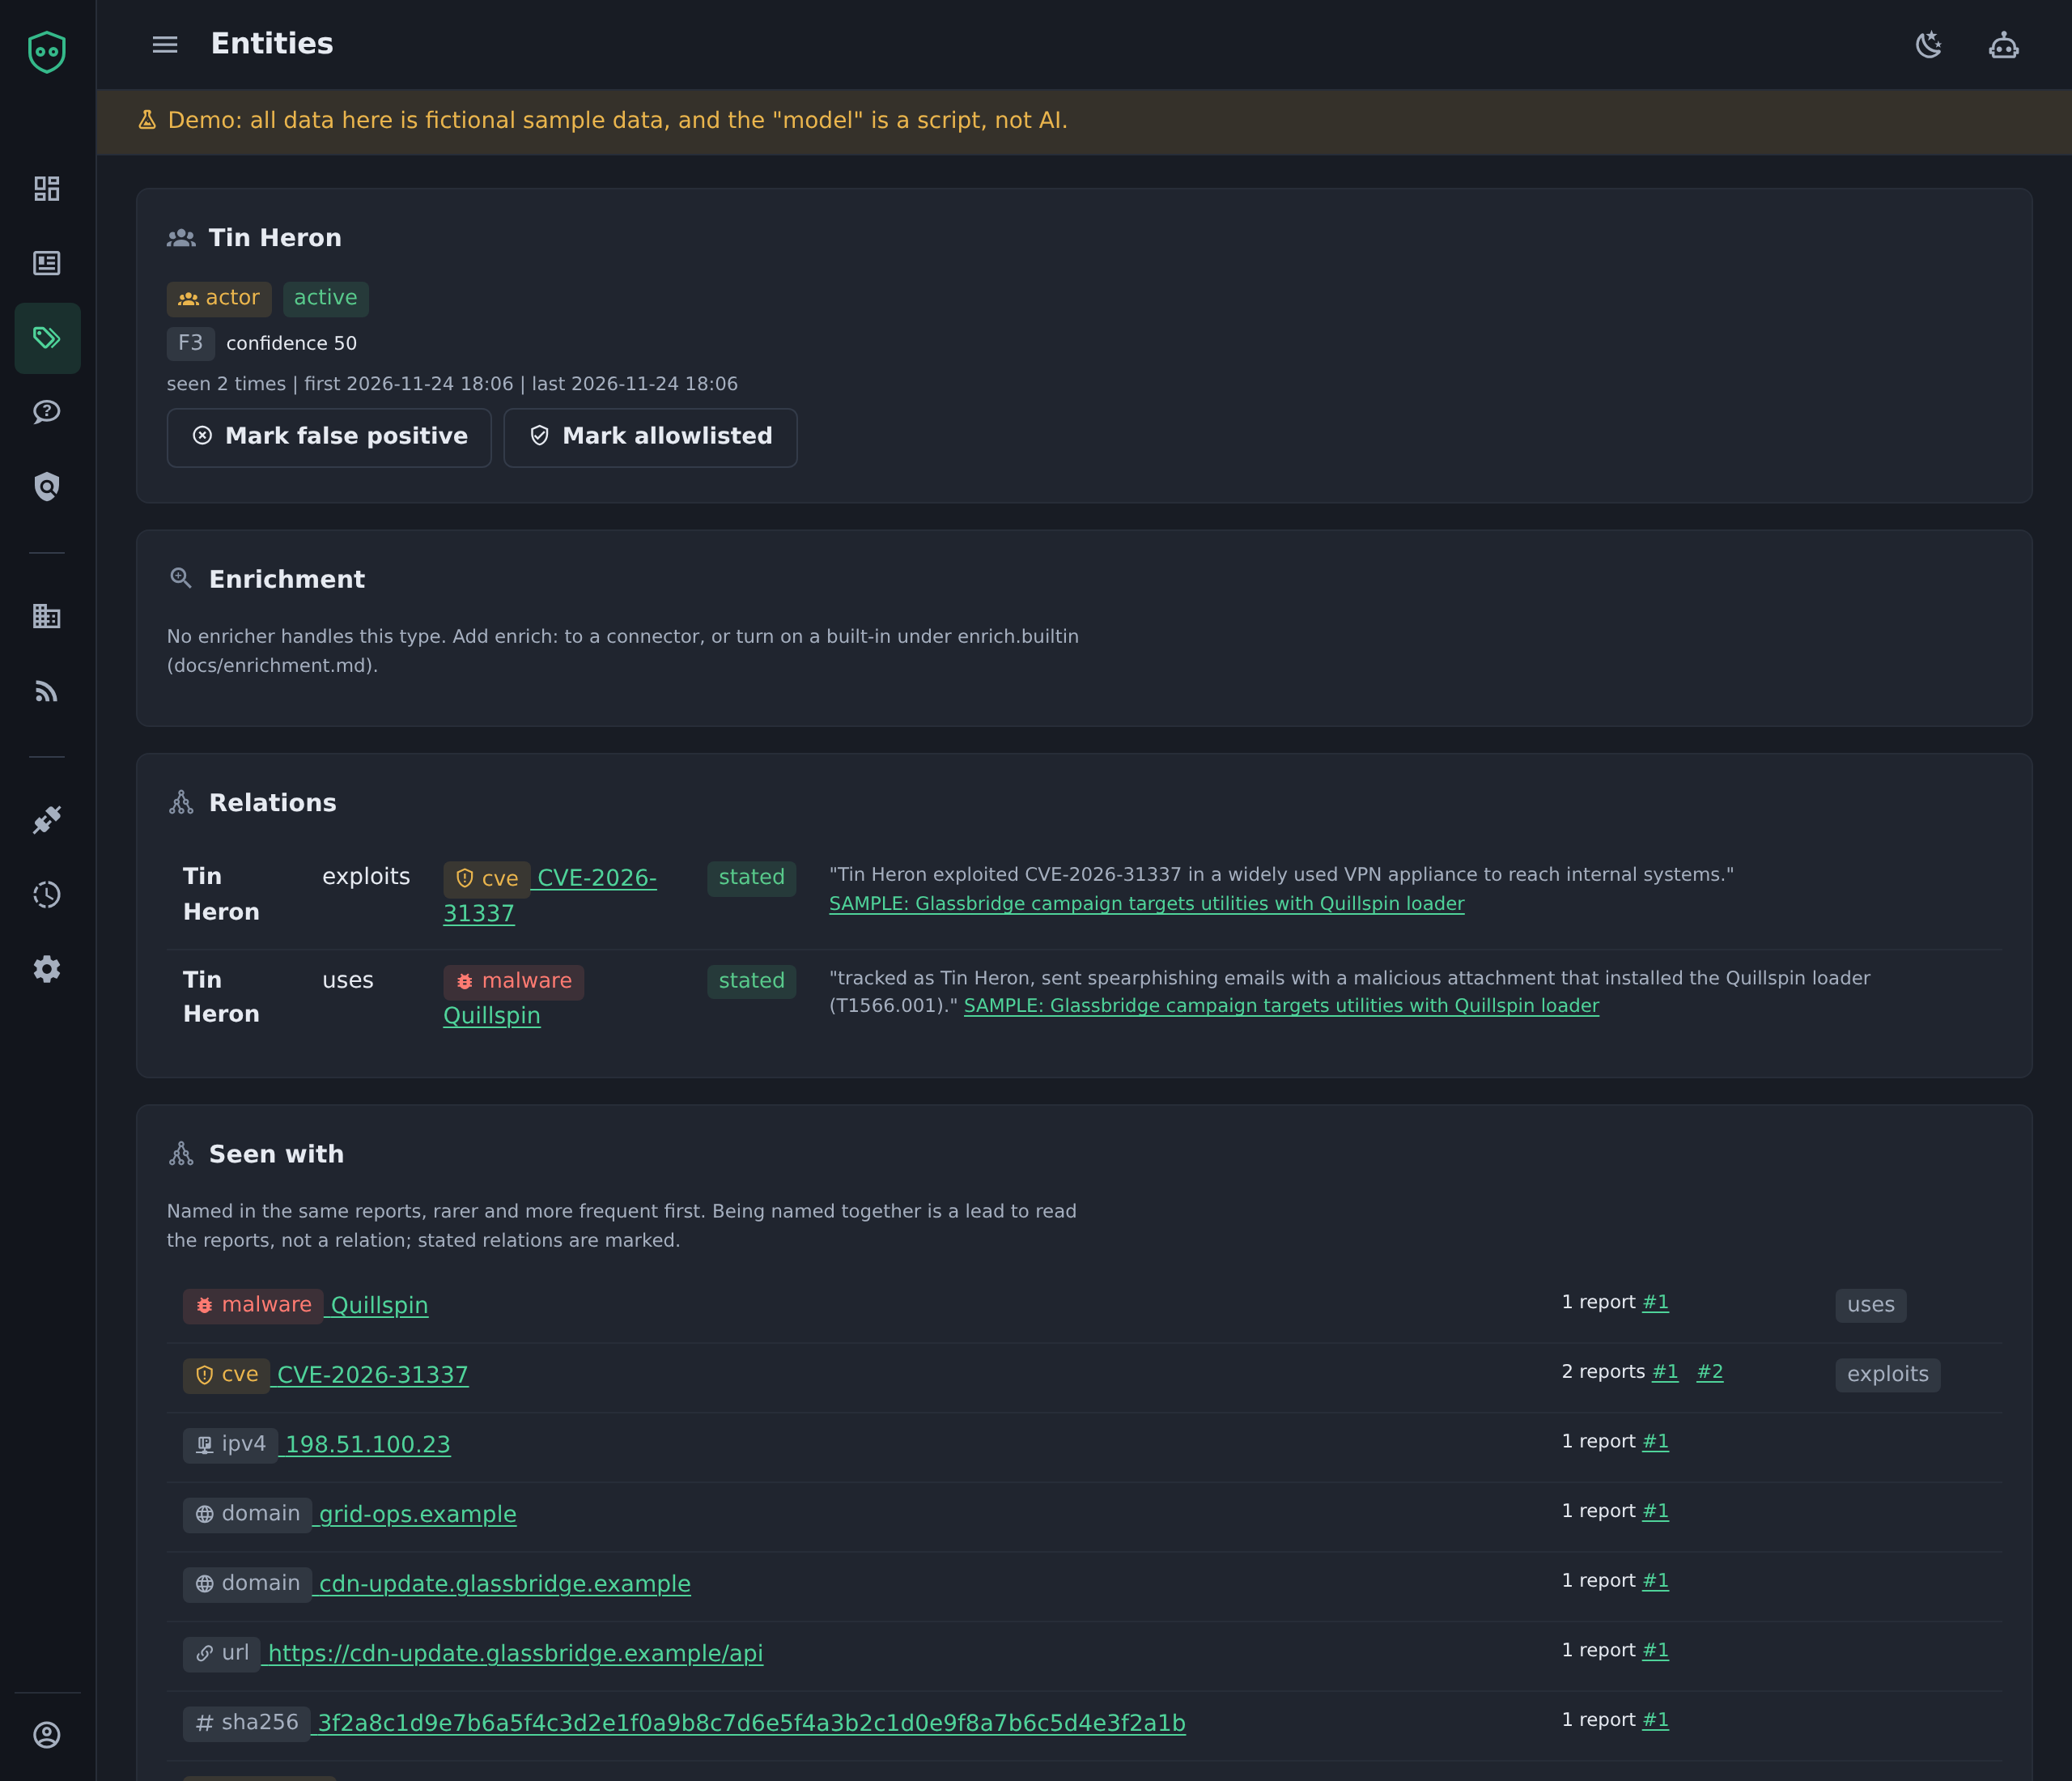 Entities
Demo: all data here is fictional sample data, and the "model" is a script, not AI.
Tin Heron
actor active
F3 confidence 50
seen 2 times | first 2026-11-24 18:06 | last 2026-11-24 18:06
Mark false positive Mark allowlisted
Enrichment
No enricher handles this type. Add enrich: to a connector, or turn on a built-in under enrich.builtin
(docs/enrichment.md).
Relations
Tin Heron exploits cve CVE-2026-31337 stated "Tin Heron exploited CVE-2026-31337 in a widely used VPN appliance to reach internal systems."
SAMPLE: Glassbridge campaign targets utilities with Quillspin loader
Tin Heron uses malware Quillspin stated "tracked as Tin Heron, sent spearphishing emails with a malicious attachment that installed the Quillspin loader
(T1566.001)." SAMPLE: Glassbridge campaign targets utilities with Quillspin loader
Seen with
Named in the same reports, rarer and more frequent first. Being named together is a lead to read
the reports, not a relation; stated relations are marked.
malware Quillspin 1 report #1 uses
cve CVE-2026-31337 2 reports #1 #2 exploits
ipv4 198.51.100.23 1 report #1
domain grid-ops.example 1 report #1
domain cdn-update.glassbridge.example 1 report #1
url https://cdn-update.glassbridge.example/api 1 report #1
sha256 3f2a8c1d9e7b6a5f4c3d2e1f0a9b8c7d6e5f4a3b2c1d0e9f8a7b6c5d4e3f2a1b 1 report #1